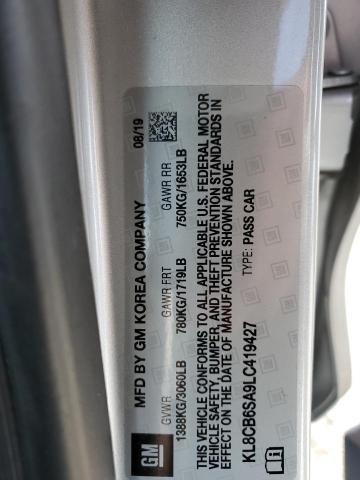 GM
MFD BY GM KOREA COMPANY 08/19
GVWR GAWR FRT GAWR RR
1388KG/3060LB 780KG/1719LB 750KG/1653LB
THIS VEHICLE CONFORMS TO ALL APPLICABLE U.S. FEDERAL MOTOR
VEHICLE SAFETY, BUMPER, AND THEFT PREVENTION STANDARDS IN
EFFECT ON THE DATE OF MANUFACTURE SHOWN ABOVE.
KL8CB6SA9LC419427 TYPE: PASS CAR